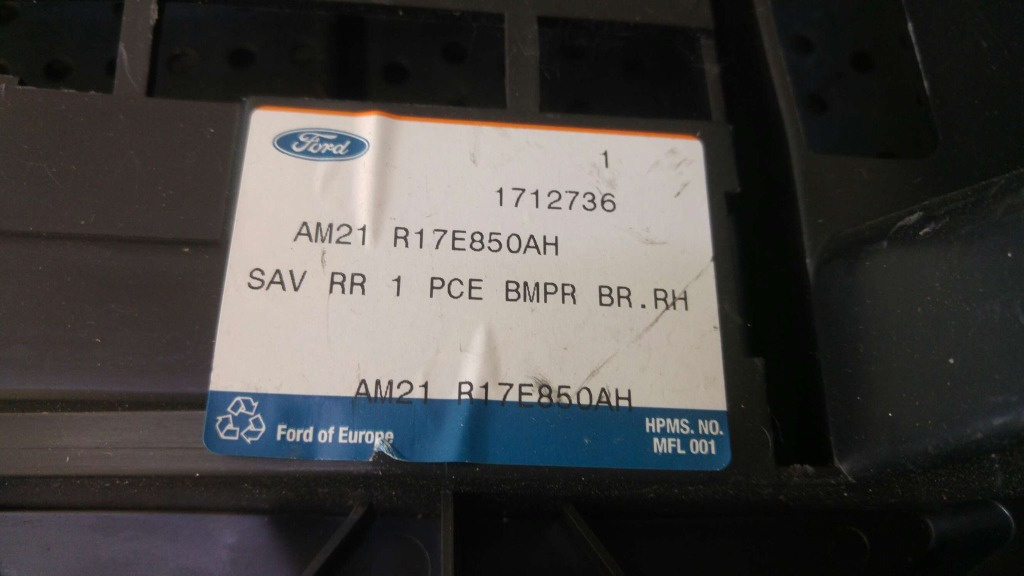 Ford
1
1712736
AM21 R17E850AH
SAV RR 1 PCE BMPR BR.RH
AM21 R17E850AH
Ford of Europe
HPMS. NO.
MFL 001